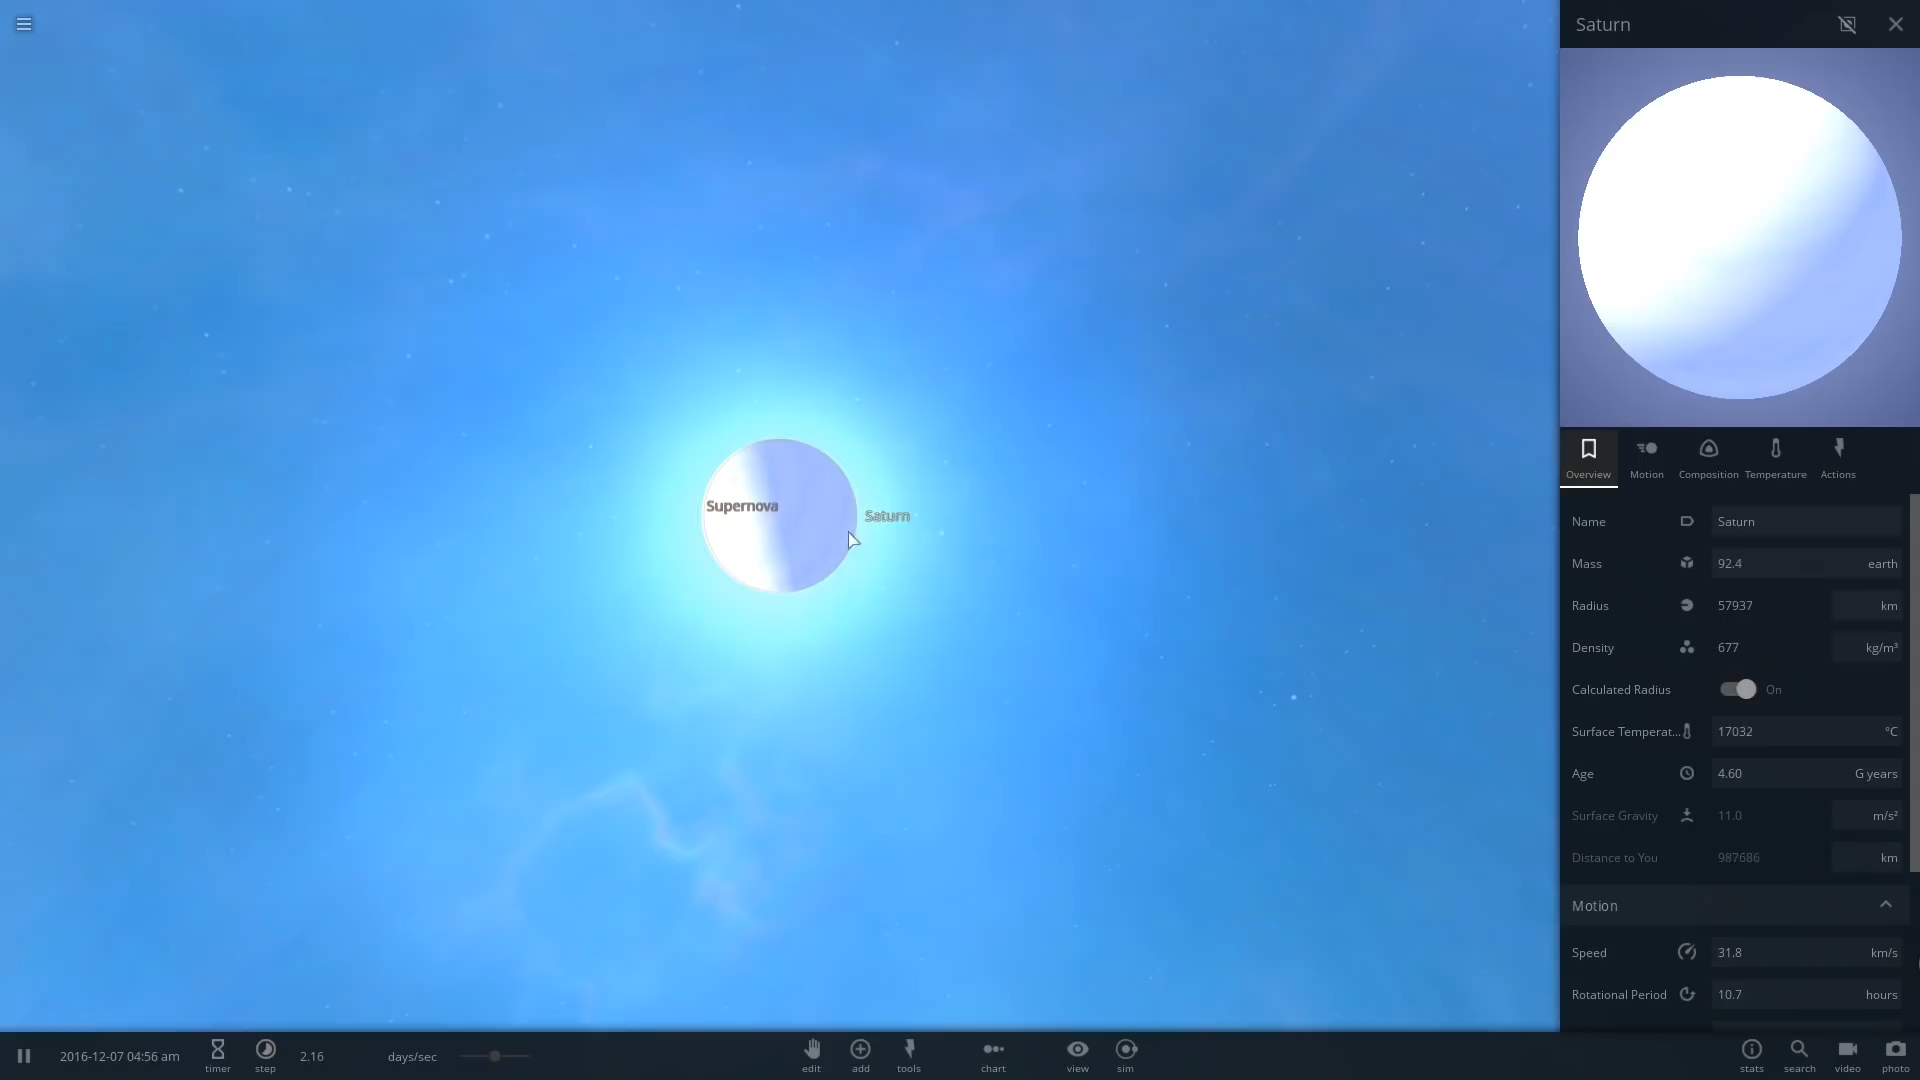 Saturn
Supernova
Saturn
Overview Motion Composition Temperature Actions
Name Saturn
Mass 92.4 earth
Radius 57937 km
Density 677 kg/m³
Calculated Radius On
Surface Temperat... 17032 °C
Age 4.60 G years
Surface Gravity 11.0 m/s²
Distance to You 987686 km
Motion
Speed 31.8 km/s
Rotational Period 10.7 hours
2016-12-07 04:56 am timer step 2.16 days/sec edit add tools chart view sim stats search video photo